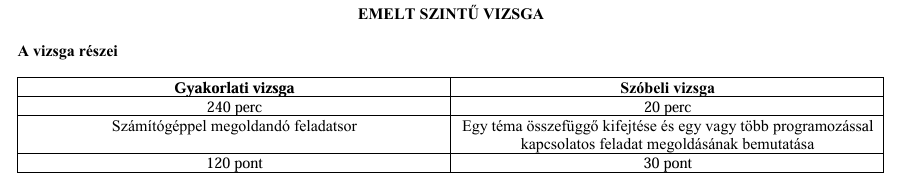 EMELT SZINTŰ VIZSGA
A vizsga részei
Gyakorlati vizsga Szóbeli vizsga
240 perc 20 perc
Számítógéppel megoldandó feladatsor Egy téma összefüggő kifejtése és egy vagy több programozással
kapcsolatos feladat megoldásának bemutatása
120 pont 30 pont